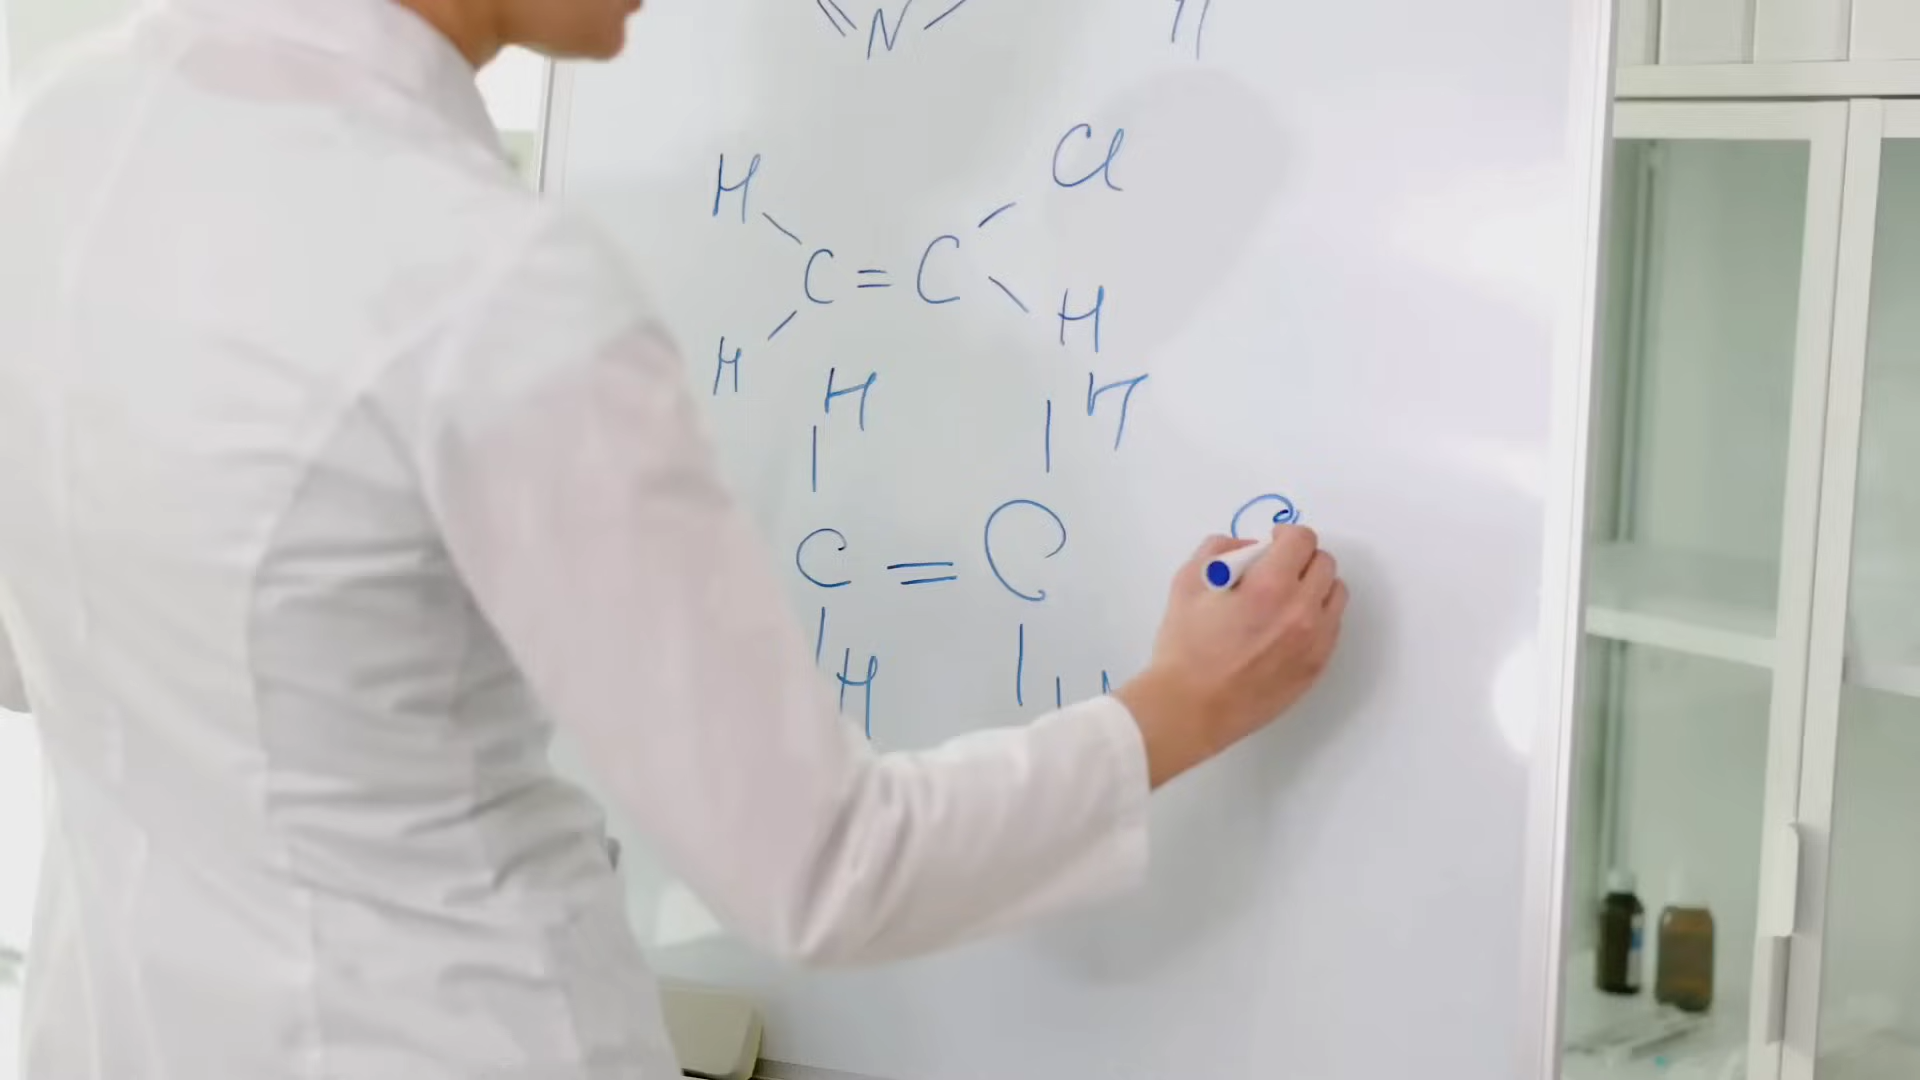 N
H Cl
C = C
H H
H H
C = C C
H